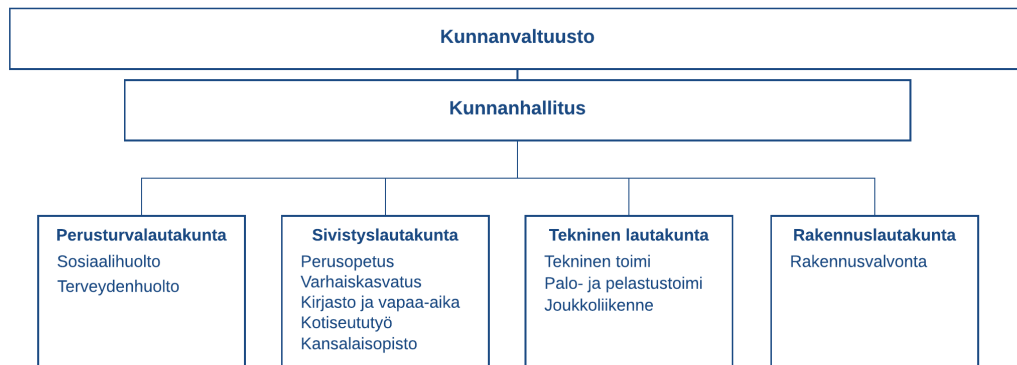 Kunnanvaltuusto
Kunnanhallitus
Perusturvalautakunta
Sosiaalihuolto
Terveydenhuolto
Sivistyslautakunta
Perusopetus
Varhaiskasvatus
Kirjasto ja vapaa-aika
Kotiseututyö
Kansalaisopisto
Tekninen lautakunta
Tekninen toimi
Palo- ja pelastustoimi
Joukkoliikenne
Rakennuslautakunta
Rakennusvalvonta